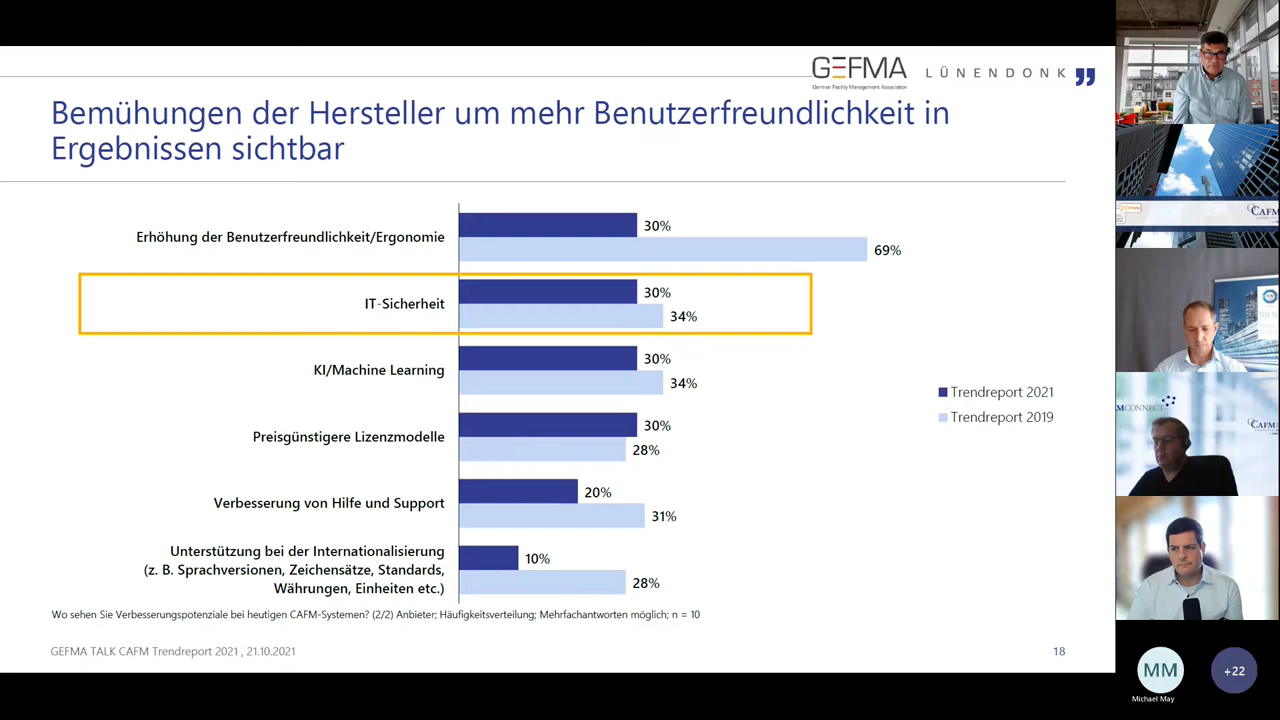 GEFMA
German Facility Management Association
LÜNENDONK
Bemühungen der Hersteller um mehr Benutzerfreundlichkeit in
Ergebnissen sichtbar
Erhöhung der Benutzerfreundlichkeit/Ergonomie
30%
69%
IT-Sicherheit
30%
34%
KI/Machine Learning
30%
34%
Preisgünstigere Lizenzmodelle
30%
28%
Verbesserung von Hilfe und Support
20%
31%
Unterstützung bei der Internationalisierung
(z. B. Sprachversionen, Zeichensätze, Standards,
Währungen, Einheiten etc.)
10%
28%
Trendreport 2021
Trendreport 2019
Wo sehen Sie Verbesserungspotenziale bei heutigen CAFM-Systemen? (2/2) Anbieter; Häufigkeitsverteilung; Mehrfachantworten möglich; n = 10
GEFMA TALK CAFM Trendreport 2021 , 21.10.2021
18
CAFM
TÜV SÜ
MCONNECT
CAFM
MM
+22
Michael May